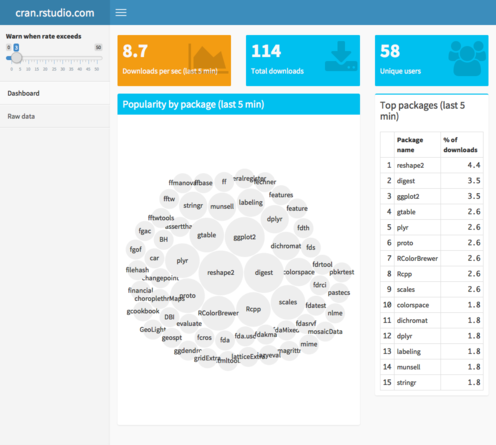 cran.rstudio.com
Warn when rate exceeds
0 3 50
0 5 10 15 20 25 30 35 40 45 50
Dashboard
Raw data
8.7
Downloads per sec (last 5 min)
114
Total downloads
58
Unique users
Popularity by package (last 5 min)
ffmanova
ffbase
ff
fechner
features
fftw
stringr
munsell
labeling
feature
fftwtools
dplyr
fdth
fgac
BH
gtable
ggplot2
dichromat
fds
fgof
car
plyr
fdrtool
pbkrtest
filehash
reshape2
digest
colorspace
changepoint
fdrci
financial
proto
pastecs
choroplethrMaps
scales
fdatest
gcookbook
DBI
RColorBrewer
Rcpp
nlme
evaluate
fdasrvf
GeoLight
fdaMixed
mosaicData
geospt
fcros
fda
fda.usc
fdakma
mime
ggdendro
magrittr
gridExtra
fimltool
latticeExtra
lageyeval
Top packages (last 5
min)
Package name % of downloads
1 reshape2 4.4
2 digest 3.5
3 ggplot2 3.5
4 gtable 2.6
5 plyr 2.6
6 proto 2.6
7 RColorBrewer 2.6
8 Rcpp 2.6
9 scales 2.6
10 colorspace 1.8
11 dichromat 1.8
12 dplyr 1.8
13 labeling 1.8
14 munsell 1.8
15 stringr 1.8